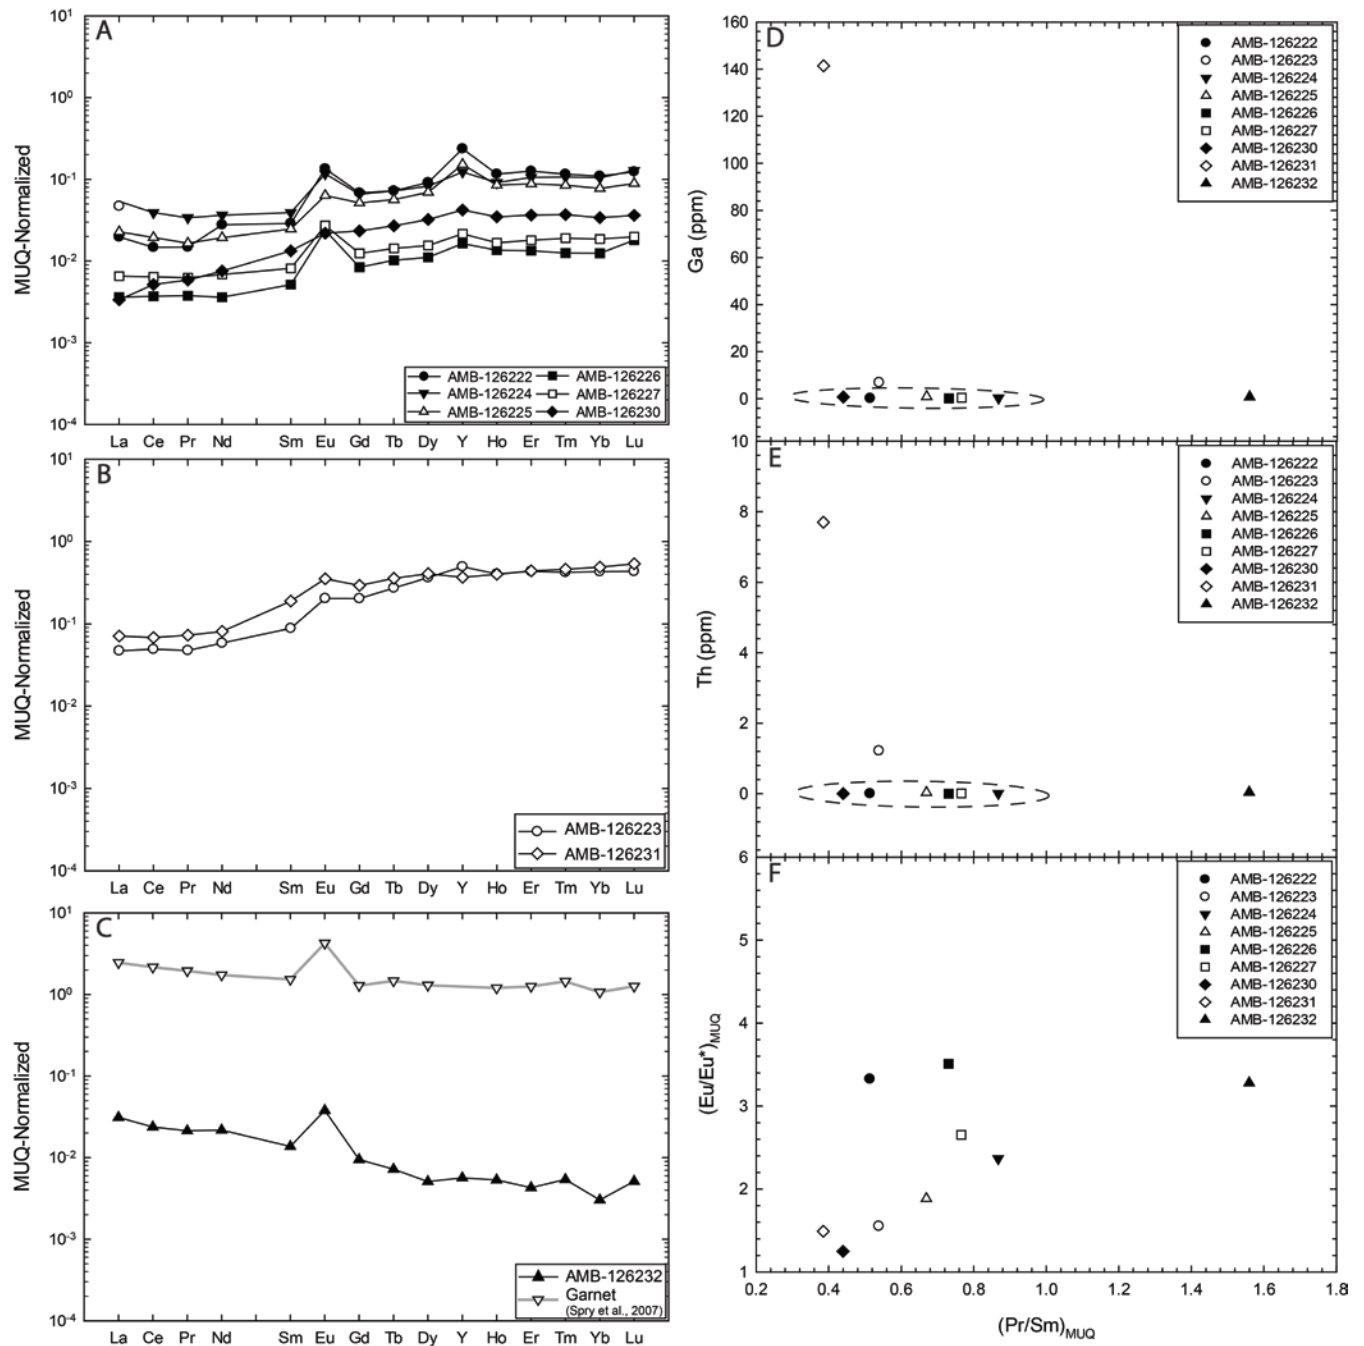 A
MUQ-Normalized
10^1
10^0
10^-1
10^-2
10^-3
10^-4
AMB-126222
AMB-126224
AMB-126225
AMB-126226
AMB-126227
AMB-126230
La Ce Pr Nd Sm Eu Gd Tb Dy Y Ho Er Tm Yb Lu
B
MUQ-Normalized
10^1
10^0
10^-1
10^-2
10^-3
10^-4
AMB-126223
AMB-126231
La Ce Pr Nd Sm Eu Gd Tb Dy Y Ho Er Tm Yb Lu
C
MUQ-Normalized
10^1
10^0
10^-1
10^-2
10^-3
10^-4
AMB-126232
Garnet
(Spry et al., 2007)
La Ce Pr Nd Sm Eu Gd Tb Dy Y Ho Er Tm Yb Lu
D
Ga (ppm)
160
140
120
100
80
60
40
20
0
AMB-126222
AMB-126223
AMB-126224
AMB-126225
AMB-126226
AMB-126227
AMB-126230
AMB-126231
AMB-126232
E
Th (ppm)
10
8
6
4
2
0
AMB-126222
AMB-126223
AMB-126224
AMB-126225
AMB-126226
AMB-126227
AMB-126230
AMB-126231
AMB-126232
F
(Eu/Eu*)MUQ
6
5
4
3
2
1
AMB-126222
AMB-126223
AMB-126224
AMB-126225
AMB-126226
AMB-126227
AMB-126230
AMB-126231
AMB-126232
0.2 0.4 0.6 0.8 1.0 1.2 1.4 1.6 1.8
(Pr/Sm)MUQ